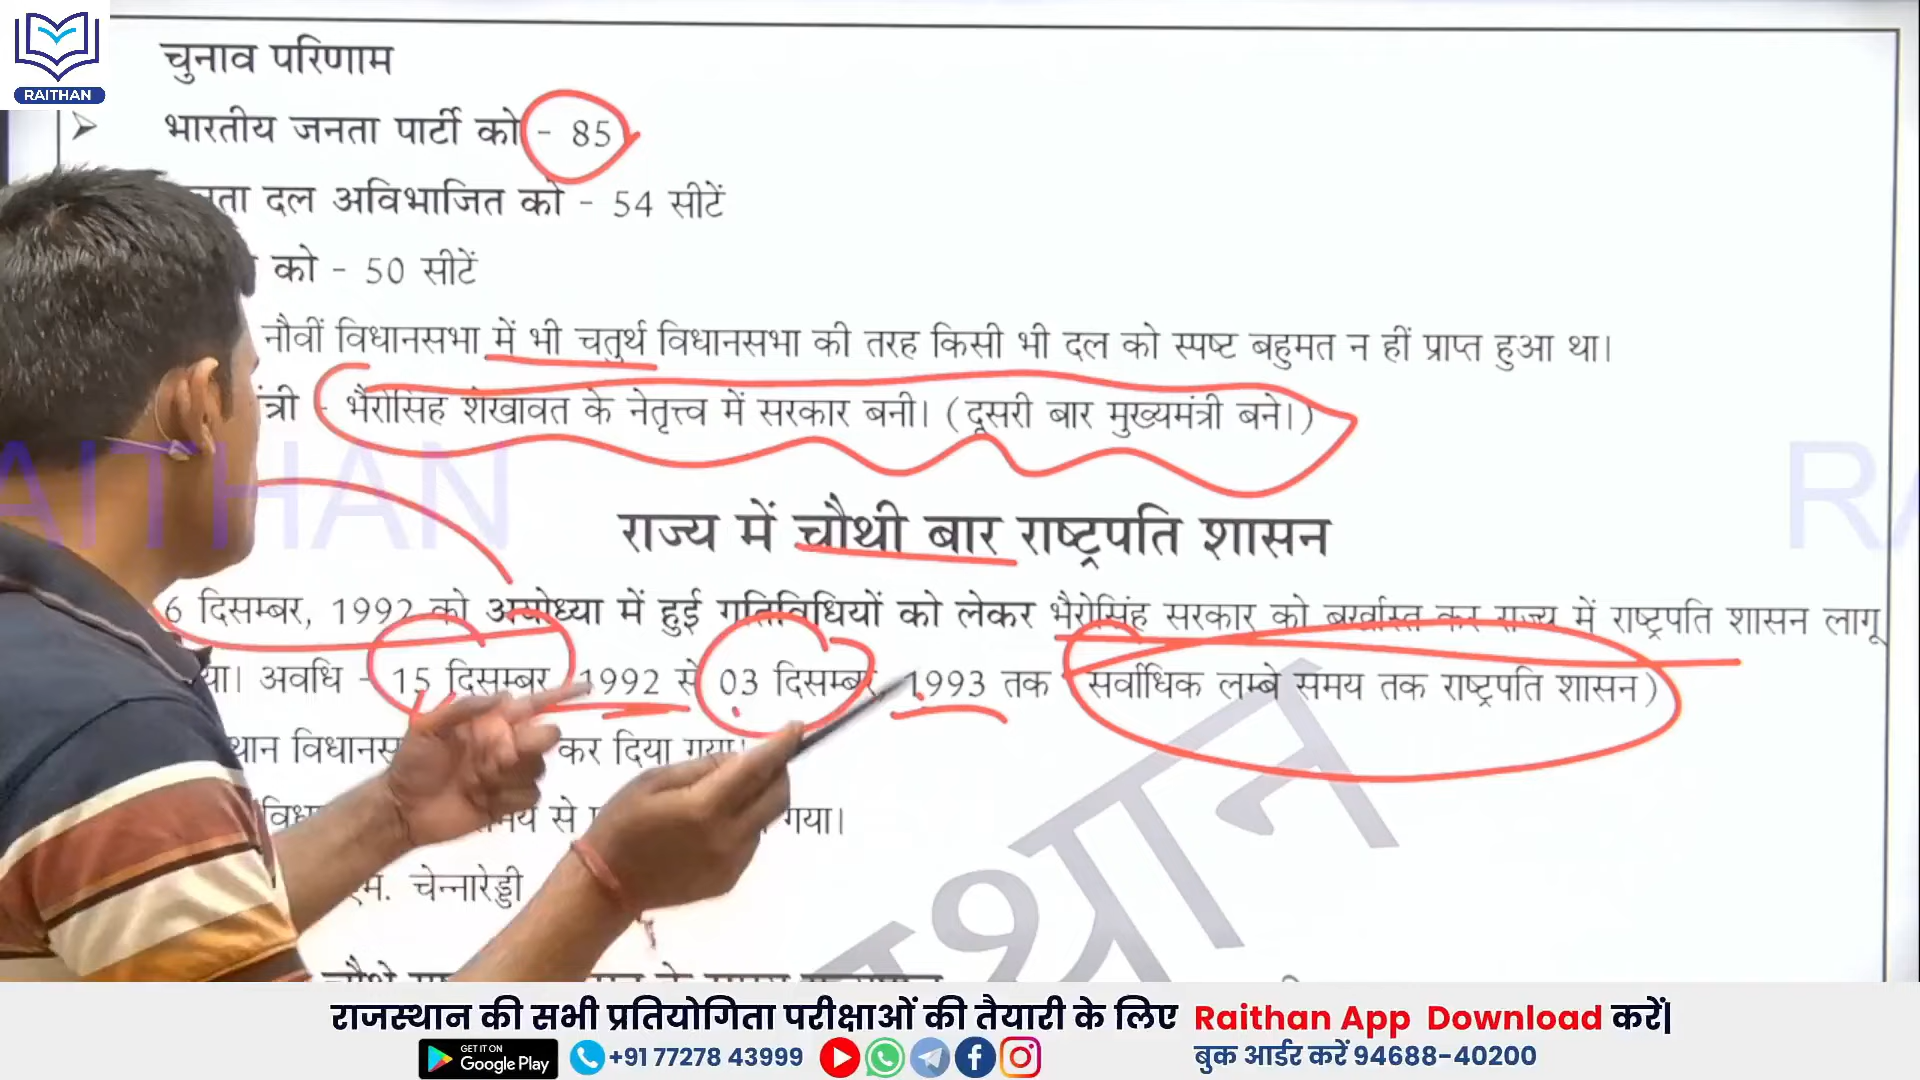 RAITHAN
चुनाव परिणाम
भारतीय जनता पार्टी को - 85
दल अविभाजित को - 54 सीटें
को - 50 सीटें
नौवीं विधानसभा में भी चतुर्थ विधानसभा की तरह किसी भी दल को स्पष्ट बहुमत न हीं प्राप्त हुआ था।
भैरोसिंह शेखावत के नेतृत्त्व में सरकार बनी। (दूसरी बार मुख्यमंत्री बने।)
राज्य में चौथी बार राष्ट्रपति शासन
6 दिसम्बर, 1992 को अयोध्या में हुई गतिविधियों को लेकर भैरोसिंह सरकार को बर्खास्त कर राज्य में राष्ट्रपति शासन लागू
अवधि - 15 दिसम्बर 1992 से 03 दिसम्बर, 1993 तक सर्वाधिक लम्बे समय तक राष्ट्रपति शासन)
कर दिया गया।
से गया।
चेन्नारेड्डी
राजस्थान की सभी प्रतियोगिता परीक्षाओं की तैयारी के लिए Raithan App Download करें|
GET IT ON Google Play +91 77278 43999 बुक आर्डर करें 94688-40200